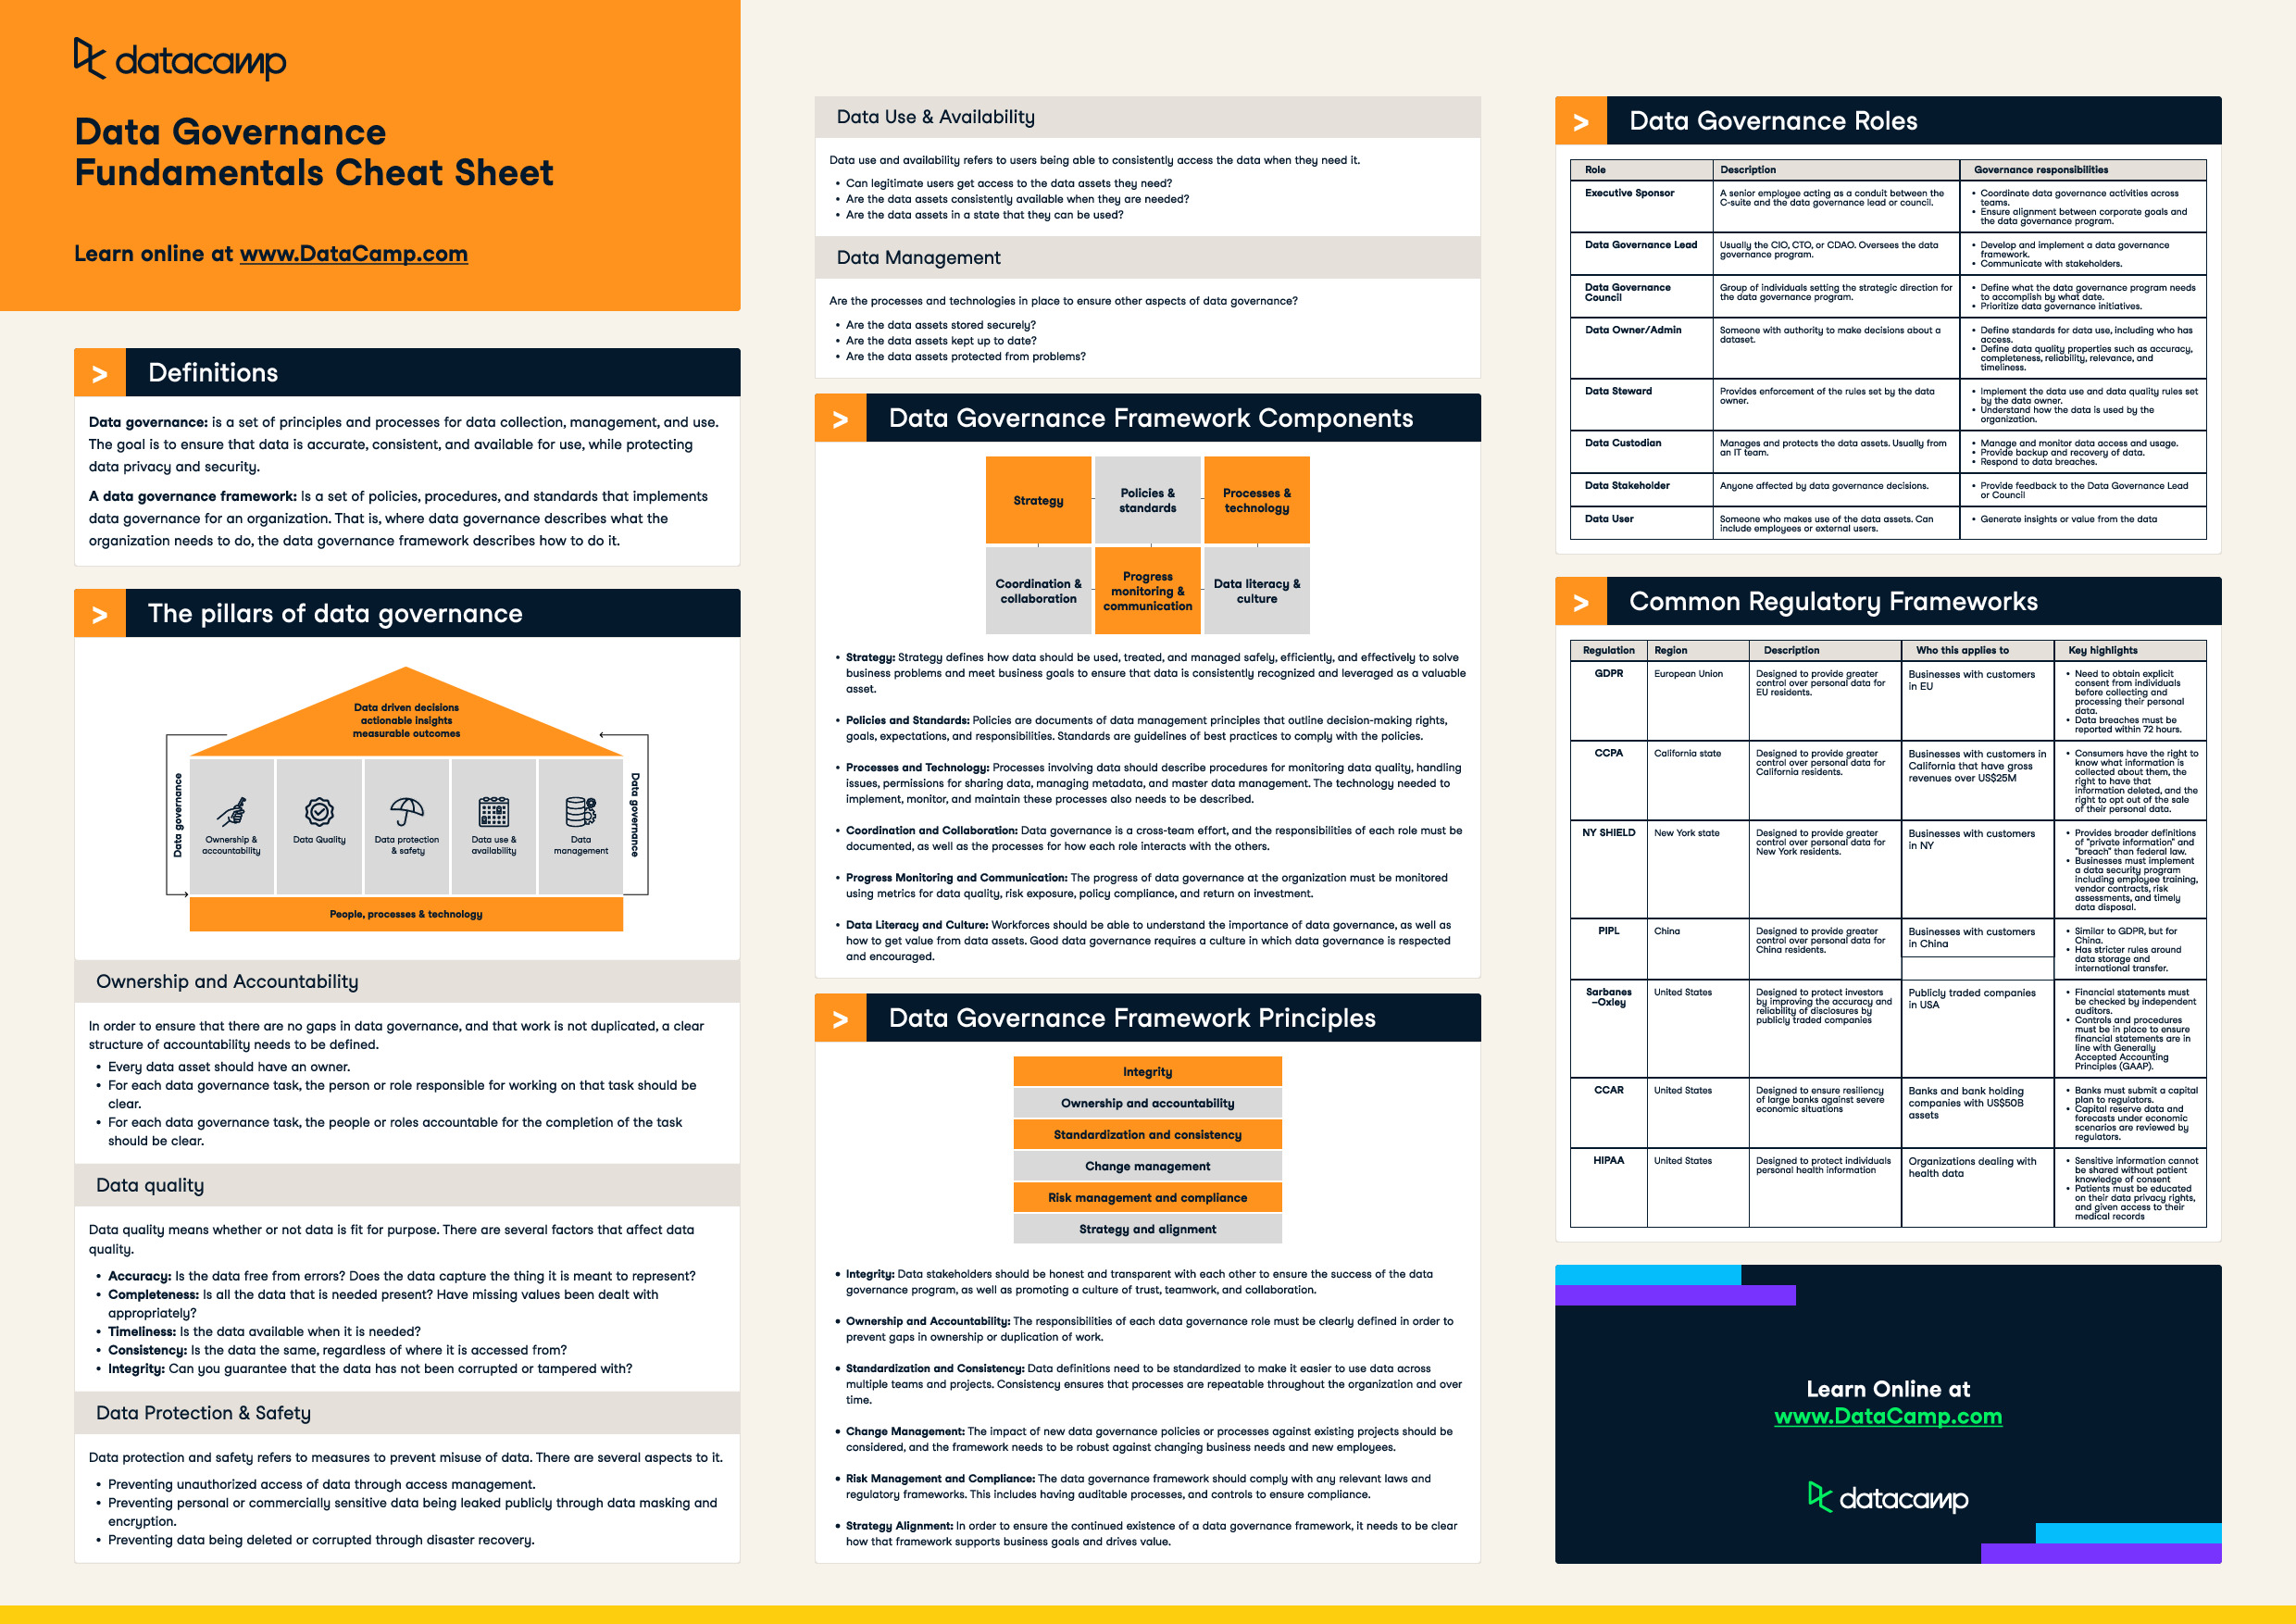 datacamp
Data Governance
Fundamentals Cheat Sheet
Learn online at www.DataCamp.com
> Definitions
Data governance: is a set of principles and processes for data collection, management, and use.
The goal is to ensure that data is accurate, consistent, and available for use, while protecting
data privacy and security.
A data governance framework: Is a set of policies, procedures, and standards that implements
data governance for an organization. That is, where data governance describes what the
organization needs to do, the data governance framework describes how to do it.
> The pillars of data governance
Data driven decisions
actionable insights
measurable outcomes
Data governance
Ownership &
accountability
Data Quality
Data protection
& safety
Data use &
availability
Data
management
Data governance
People, processes & technology
Ownership and Accountability
In order to ensure that there are no gaps in data governance, and that work is not duplicated, a clear
structure of accountability needs to be defined.
• Every data asset should have an owner.
• For each data governance task, the person or role responsible for working on that task should be
clear.
• For each data governance task, the people or roles accountable for the completion of the task
should be clear.
Data quality
Data quality means whether or not data is fit for purpose. There are several factors that affect data
quality.
• Accuracy: Is the data free from errors? Does the data capture the thing it is meant to represent?
• Completeness: Is all the data that is needed present? Have missing values been dealt with
appropriately?
• Timeliness: Is the data available when it is needed?
• Consistency: Is the data the same, regardless of where it is accessed from?
• Integrity: Can you guarantee that the data has not been corrupted or tampered with?
Data Protection & Safety
Data protection and safety refers to measures to prevent misuse of data. There are several aspects to it.
• Preventing unauthorized access of data through access management.
• Preventing personal or commercially sensitive data being leaked publicly through data masking and
encryption.
• Preventing data being deleted or corrupted through disaster recovery.
Data Use & Availability
Data use and availability refers to users being able to consistently access the data when they need it.
• Can legitimate users get access to the data assets they need?
• Are the data assets consistently available when they are needed?
• Are the data assets in a state that they can be used?
Data Management
Are the processes and technologies in place to ensure other aspects of data governance?
• Are the data assets stored securely?
• Are the data assets kept up to date?
• Are the data assets protected from problems?
> Data Governance Framework Components
Strategy
Policies &
standards
Processes &
technology
Coordination &
collaboration
Progress
monitoring &
communication
Data literacy &
culture
• Strategy: Strategy defines how data should be used, treated, and managed safely, efficiently, and effectively to solve
business problems and meet business goals to ensure that data is consistently recognized and leveraged as a valuable
asset.
• Policies and Standards: Policies are documents of data management principles that outline decision-making rights,
goals, expectations, and responsibilities. Standards are guidelines of best practices to comply with the policies.
• Processes and Technology: Processes involving data should describe procedures for monitoring data quality, handling
issues, permissions for sharing data, managing metadata, and master data management. The technology needed to
implement, monitor, and maintain these processes also needs to be described.
• Coordination and Collaboration: Data governance is a cross-team effort, and the responsibilities of each role must be
documented, as well as the processes for how each role interacts with the others.
• Progress Monitoring and Communication: The progress of data governance at the organization must be monitored
using metrics for data quality, risk exposure, policy compliance, and return on investment.
• Data Literacy and Culture: Workforces should be able to understand the importance of data governance, as well as
how to get value from data assets. Good data governance requires a culture in which data governance is respected
and encouraged.
> Data Governance Framework Principles
Integrity
Ownership and accountability
Standardization and consistency
Change management
Risk management and compliance
Strategy and alignment
• Integrity: Data stakeholders should be honest and transparent with each other to ensure the success of the data
governance program, as well as promoting a culture of trust, teamwork, and collaboration.
• Ownership and Accountability: The responsibilities of each data governance role must be clearly defined in order to
prevent gaps in ownership or duplication of work.
• Standardization and Consistency: Data definitions need to be standardized to make it easier to use data across
multiple teams and projects. Consistency ensures that processes are repeatable throughout the organization and over
time.
• Change Management: The impact of new data governance policies or processes against existing projects should be
considered, and the framework needs to be robust against changing business needs and new employees.
• Risk Management and Compliance: The data governance framework should comply with any relevant laws and
regulatory frameworks. This includes having auditable processes, and controls to ensure compliance.
• Strategy Alignment: In order to ensure the continued existence of a data governance framework, it needs to be clear
how that framework supports business goals and drives value.
> Data Governance Roles
Role
Description
Governance responsibilities
Executive Sponsor
A senior employee acting as a conduit between the
C-suite and the data governance lead or council.
• Coordinate data governance activities across
teams.
• Ensure alignment between corporate goals and
the data governance program.
Data Governance Lead
Usually the CIO, CTO, or CDAO. Oversees the data
governance program.
• Develop and implement a data governance
framework.
• Communicate with stakeholders.
Data Governance
Council
Group of individuals setting the strategic direction for
the data governance program.
• Define what the data governance program needs
to accomplish by what date.
• Prioritize data governance initiatives.
Data Owner/Admin
Someone with authority to make decisions about a
dataset.
• Define standards for data use, including who has
access.
• Define data quality properties such as accuracy,
completeness, reliability, relevance, and
timeliness.
Data Steward
Provides enforcement of the rules set by the data
owner.
• Implement the data use and data quality rules set
by the data owner.
• Understand how the data is used by the
organization.
Data Custodian
Manages and protects the data assets. Usually from
an IT team.
• Manage and monitor data access and usage.
• Provide backup and recovery of data.
• Respond to data breaches.
Data Stakeholder
Anyone affected by data governance decisions.
• Provide feedback to the Data Governance Lead
or Council
Data User
Someone who makes use of the data assets. Can
include employees or external users.
• Generate insights or value from the data
> Common Regulatory Frameworks
Regulation
Region
Description
Who this applies to
Key highlights
GDPR
European Union
Designed to provide greater
control over personal data for
EU residents.
Businesses with customers
in EU
• Need to obtain explicit
consent from individuals
before collecting and
processing their personal
data.
• Data breaches must be
reported within 72 hours.
CCPA
California state
Designed to provide greater
control over personal data for
California residents.
Businesses with customers in
California that have gross
revenues over US$25M
• Consumers have the right to
know what information is
collected about them, the
right to have that
information deleted, and the
right to opt out of the sale
of their personal data.
NY SHIELD
New York state
Designed to provide greater
control over personal data for
New York residents.
Businesses with customers
in NY
• Provides broader definitions
of "private information" and
"breach" than federal law.
• Businesses must implement
a data security program
including employee training,
vendor contracts, risk
assessments, and timely
data disposal.
PIPL
China
Designed to provide greater
control over personal data for
China residents.
Businesses with customers
in China
• Similar to GDPR, but for
China.
• Has stricter rules around
data storage and
international transfer.
Sarbanes
–Oxley
United States
Designed to protect investors
by improving the accuracy and
reliability of disclosures by
publicly traded companies
Publicly traded companies
in USA
• Financial statements must
be checked by independent
auditors.
• Controls and procedures
must be in place to ensure
financial statements are in
line with Generally
Accepted Accounting
Principles (GAAP).
CCAR
United States
Designed to ensure resiliency
of large banks against severe
economic situations
Banks and bank holding
companies with US$50B
assets
• Banks must submit a capital
plan to regulators.
• Capital reserve data and
forecasts under economic
scenarios are reviewed by
regulators.
HIPAA
United States
Designed to protect individuals
personal health information
Organizations dealing with
health data
• Sensitive information cannot
be shared without patient
knowledge of consent
• Patients must be educated
on their data privacy rights,
and given access to their
medical records
Learn Online at
www.DataCamp.com
datacamp